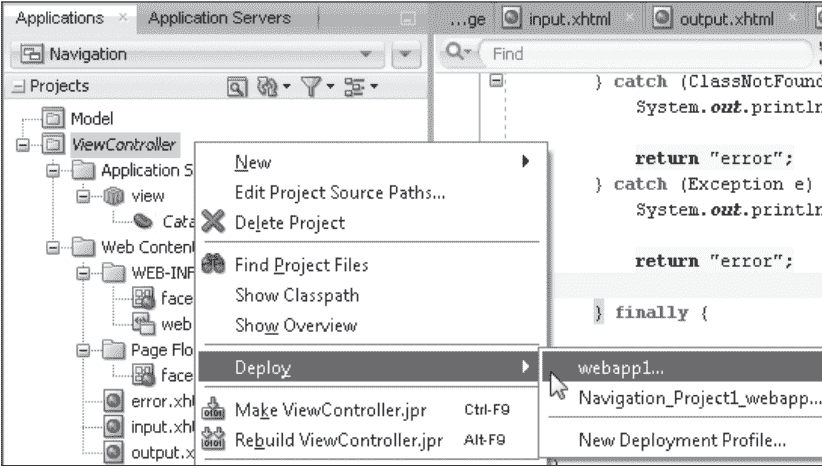 Applications
Application Servers
Navigation
Projects
Model
ViewController
Application S
view
Cata
Web Content
WEB-INF
face
web
Page Flo
face
error.xh
input.xh
output.x
New
Edit Project Source Paths...
Delete Project
Find Project Files
Show Classpath
Show Overview
Deploy
Make ViewController.jpr Ctrl-F9
Rebuild ViewController.jpr Alt-F9
webapp1...
Navigation_Project1_webapp...
New Deployment Profile...
...ge
input.xhtml
output.xhtml
Find
} catch (ClassNotFound
System.out.println
return "error";
} catch (Exception e)
System.out.println
return "error";
} finally {